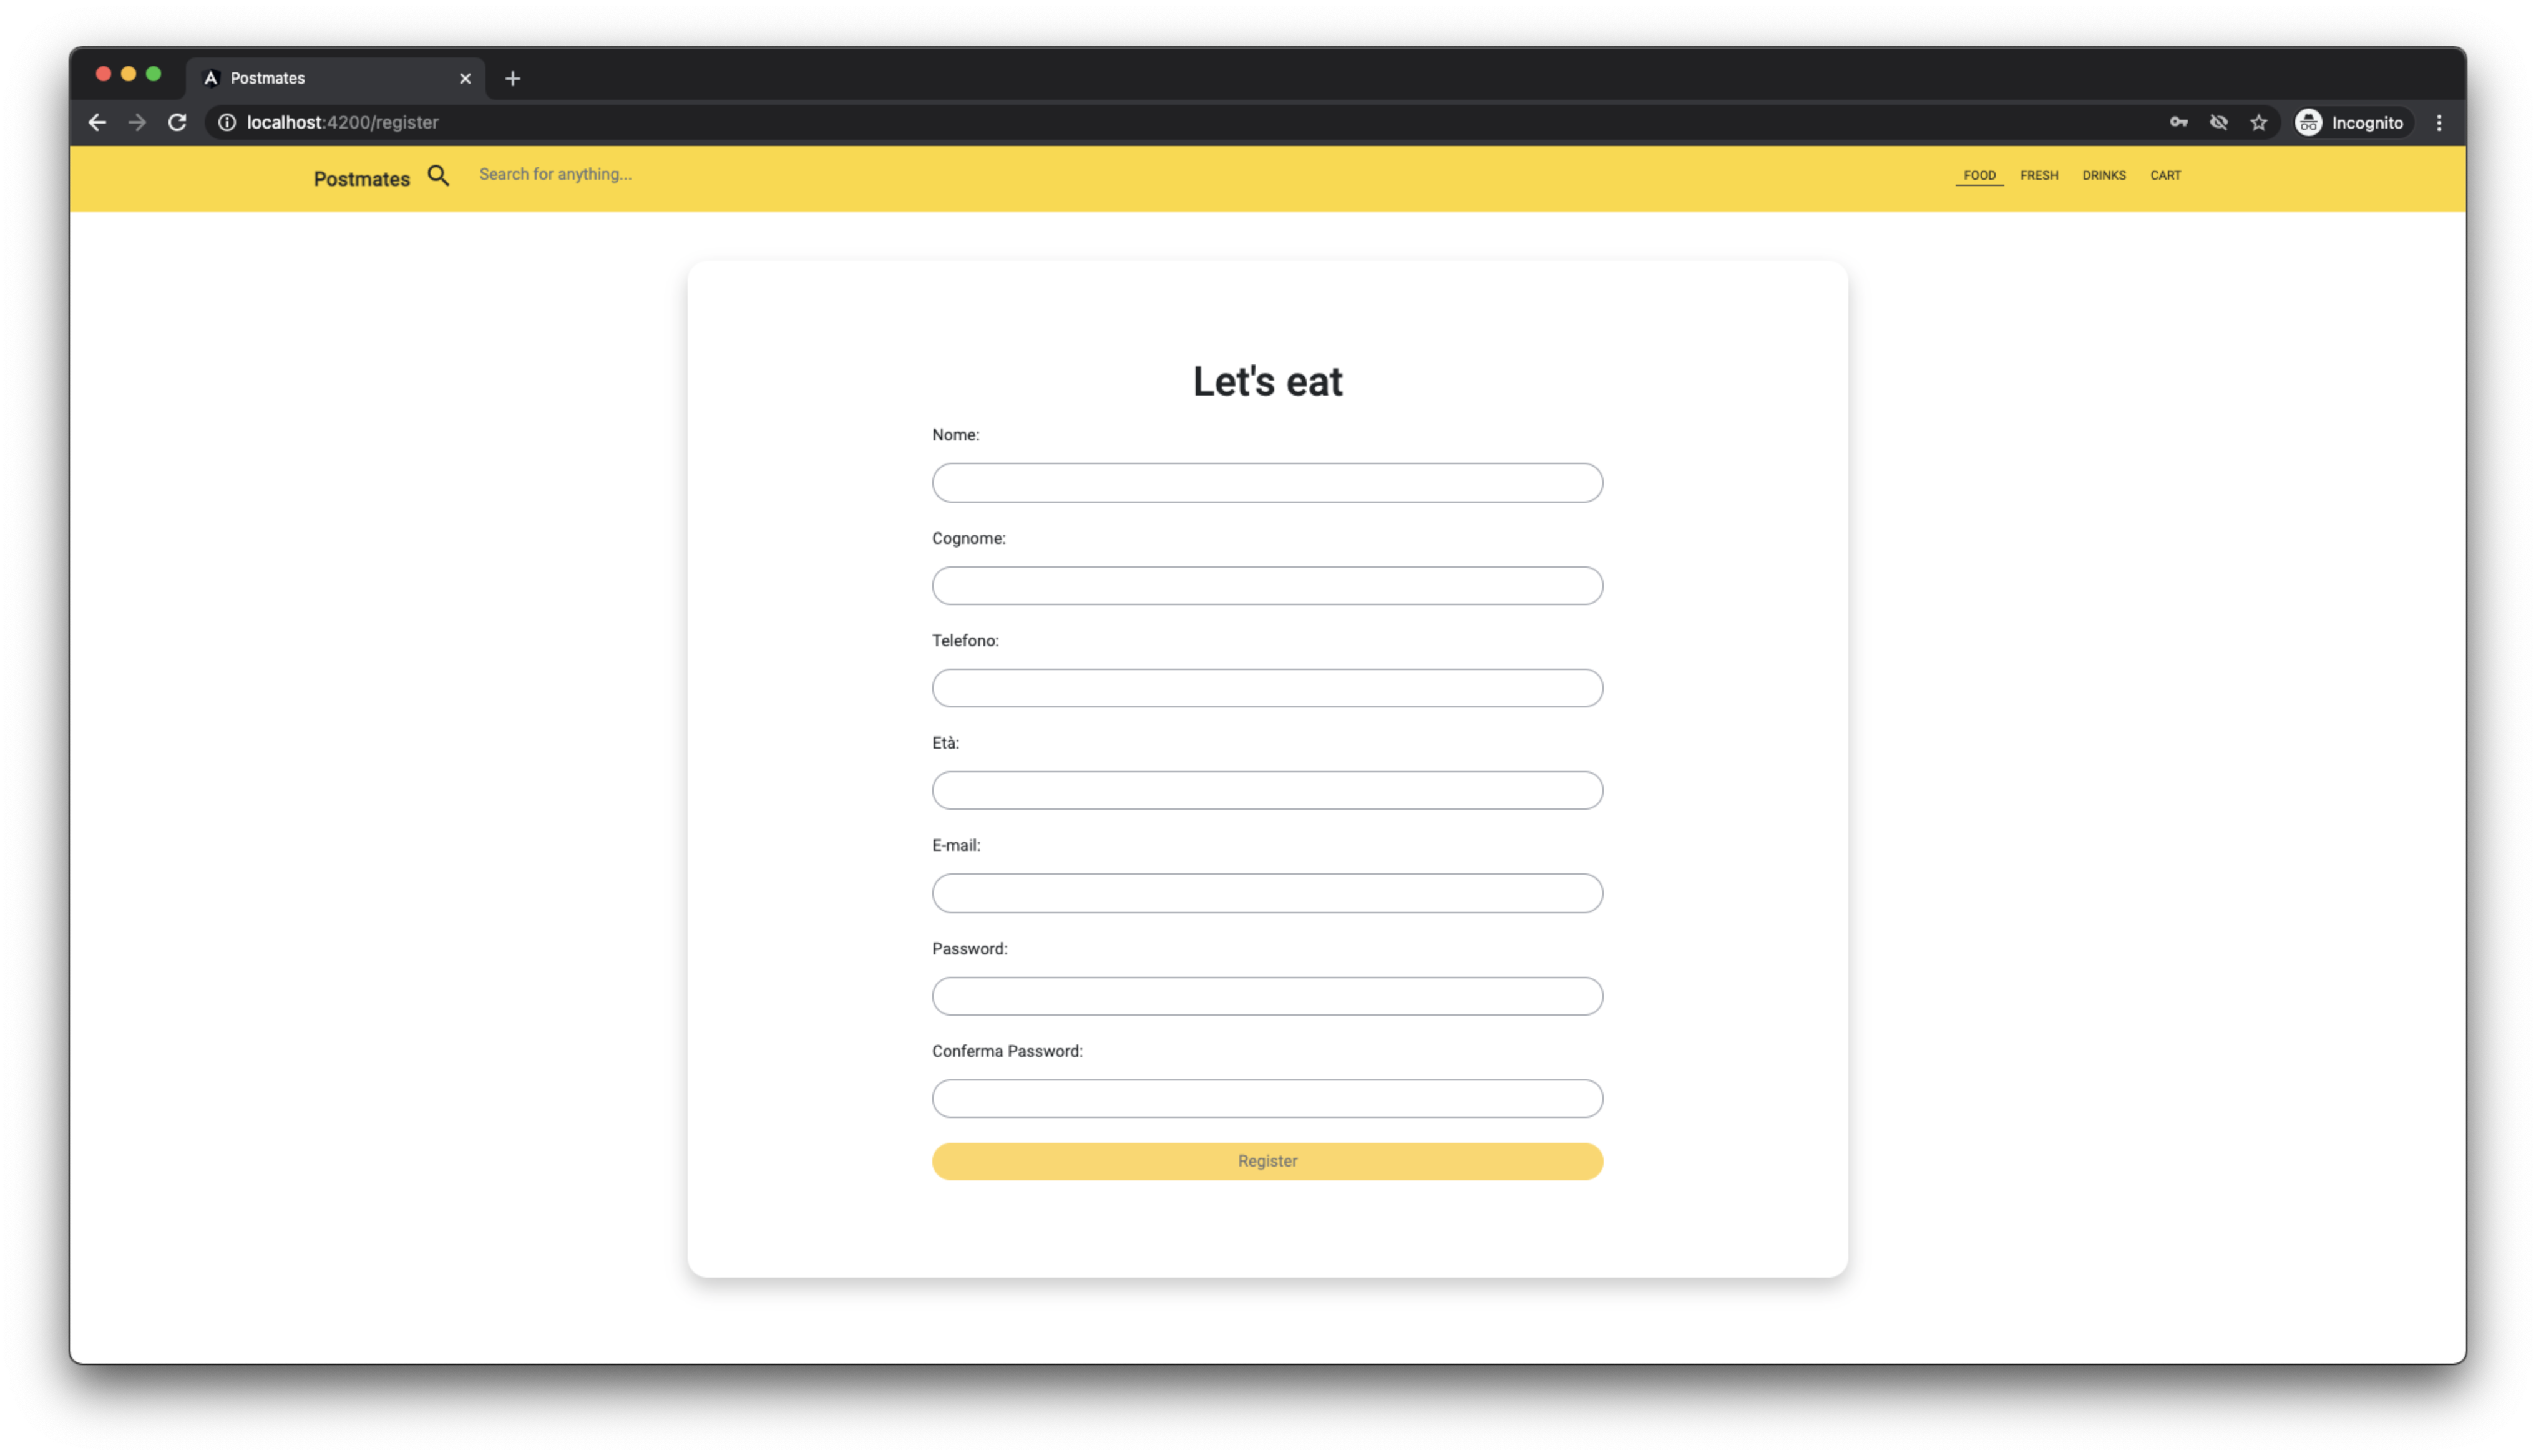 Postmates
localhost:4200/register
Incognito
Postmates
Search for anything...
FOOD FRESH DRINKS CART
Let's eat
Nome:
Cognome:
Telefono:
Età:
E-mail:
Password:
Conferma Password:
Register